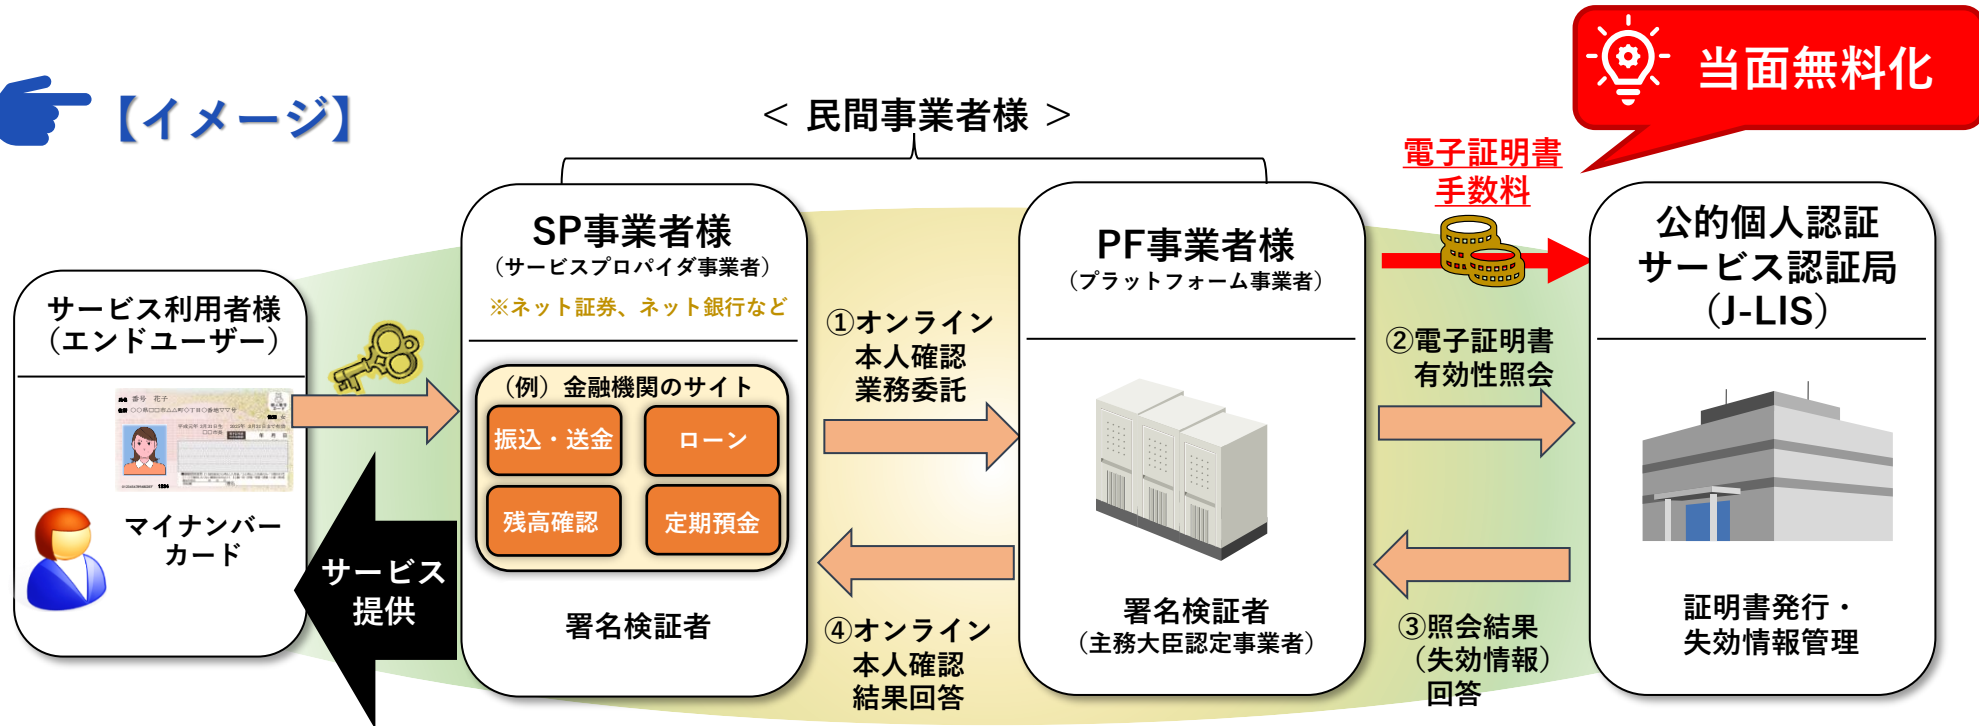 【イメージ】
＜ 民間事業者様 ＞
当面無料化
電子証明書
手数料
サービス利用者様
（エンドユーザー）
番号 花子
マイナンバー
カード
サービス
提供
SP事業者様
（サービスプロバイダ事業者）
※ネット証券、ネット銀行など
（例）金融機関のサイト
振込・送金
ローン
残高確認
定期預金
署名検証者
①オンライン
本人確認
業務委託
④オンライン
本人確認
結果回答
PF事業者様
（プラットフォーム事業者）
署名検証者
（主務大臣認定事業者）
②電子証明書
有効性照会
③照会結果
（失効情報）
回答
公的個人認証
サービス認証局
（J-LIS）
証明書発行・
失効情報管理